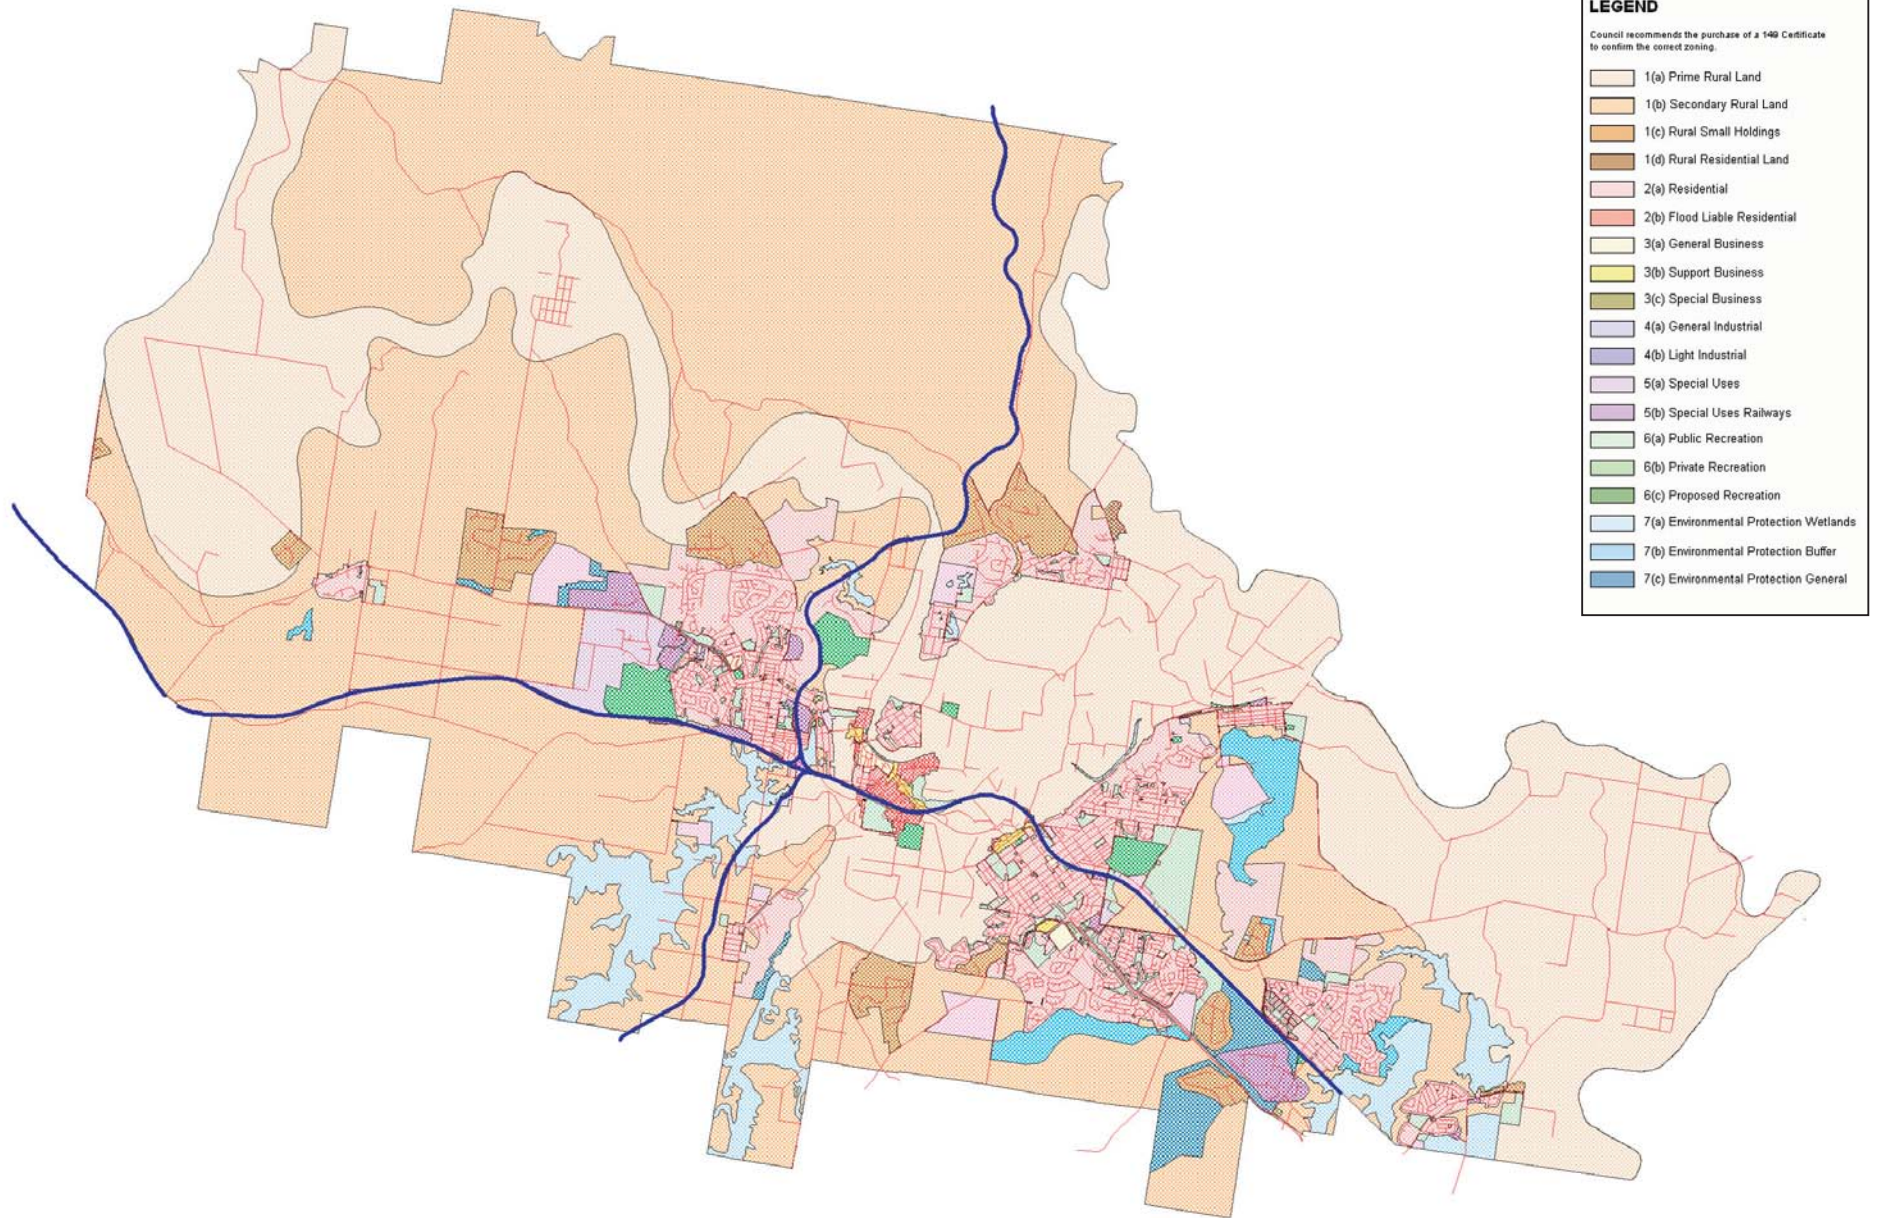 LEGEND
Council recommends the purchase of a 149 Certificate
to confirm the correct zoning.
1(a) Prime Rural Land
1(b) Secondary Rural Land
1(c) Rural Small Holdings
1(d) Rural Residential Land
2(a) Residential
2(b) Flood Liable Residential
3(a) General Business
3(b) Support Business
3(c) Special Business
4(a) General Industrial
4(b) Light Industrial
5(a) Special Uses
5(b) Special Uses Railways
6(a) Public Recreation
6(b) Private Recreation
6(c) Proposed Recreation
7(a) Environmental Protection Wetlands
7(b) Environmental Protection Buffer
7(c) Environmental Protection General